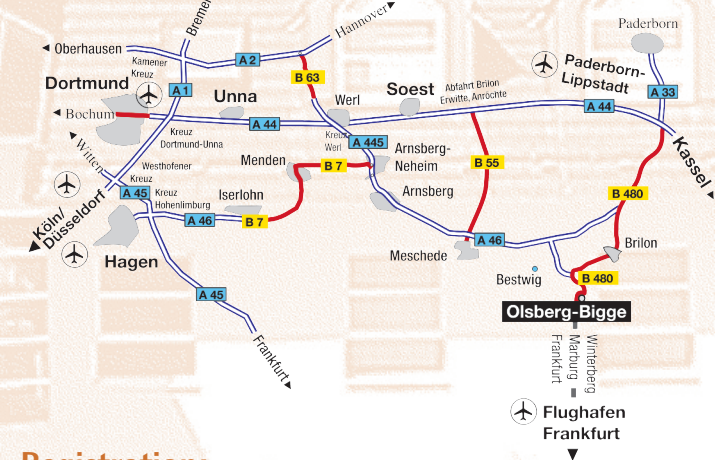 Bremen
Hannover
Paderborn
Oberhausen
Kamener
Kreuz
A 2
B 63
Dortmund
A 1
Unna
Werl
Soest
Abfahrt Brilon
Erwitte, Anröchte
Paderborn-
Lippstadt
A 33
A 44
Bochum
A 44
Kreuz
Dortmund-Unna
Kreuz
Werl
A 445
Witten
Westhofener
Kreuz
Menden
B 7
Arnsberg-
Neheim
B 55
Kassel
A 45
Kreuz
Hohenlimburg
Iserlohn
Arnsberg
B 480
Köln/
Düsseldorf
A 46
B 7
A 46
Meschede
Brilon
Hagen
Bestwig
B 480
A 45
Olsberg-Bigge
Frankfurt
Winterberg
Marburg
Frankfurt
Flughafen
Frankfurt